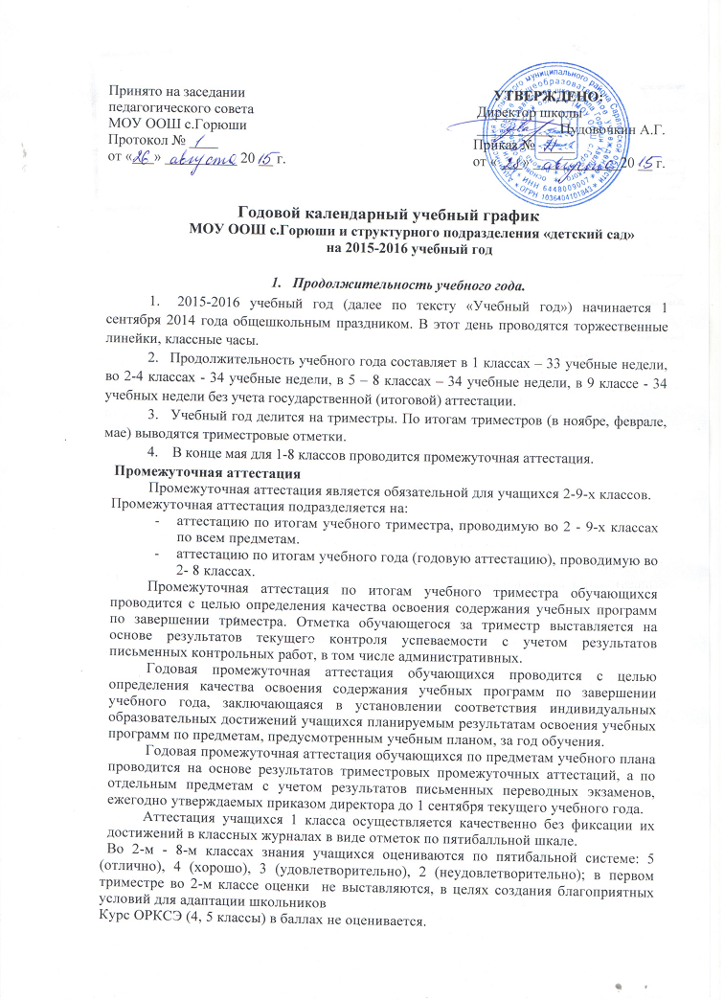 Принято на заседании
педагогического совета
МОУ ООШ с.Горюши
Протокол № 1
от «26» августа 2015 г.
УТВЕРЖДЕНО:
Директор школы
Пудовочкин А.Г.
Приказ №
от «28» августа 2015 г.
ИНН 6448009007 * ОГРН 1036404101843
Годовой календарный учебный график
МОУ ООШ с.Горюши и структурного подразделения «детский сад»
на 2015-2016 учебный год
1. Продолжительность учебного года.
1. 2015-2016 учебный год (далее по тексту «Учебный год») начинается 1
сентября 2014 года общешкольным праздником. В этот день проводятся торжественные
линейки, классные часы.
2. Продолжительность учебного года составляет в 1 классах – 33 учебные недели,
во 2-4 классах - 34 учебные недели, в 5 – 8 классах – 34 учебные недели, в 9 классе - 34
учебных недели без учета государственной (итоговой) аттестации.
3. Учебный год делится на триместры. По итогам триместров (в ноябре, феврале,
мае) выводятся триместровые отметки.
4. В конце мая для 1-8 классов проводится промежуточная аттестация.
Промежуточная аттестация
Промежуточная аттестация является обязательной для учащихся 2-9-х классов.
Промежуточная аттестация подразделяется на:
- аттестацию по итогам учебного триместра, проводимую во 2 - 9-х классах
по всем предметам.
- аттестацию по итогам учебного года (годовую аттестацию), проводимую во
2- 8 классах.
Промежуточная аттестация по итогам учебного триместра обучающихся
проводится с целью определения качества освоения содержания учебных программ
по завершении триместра. Отметка обучающегося за триместр выставляется на
основе результатов текущего контроля успеваемости с учетом результатов
письменных контрольных работ, в том числе административных.
Годовая промежуточная аттестация обучающихся проводится с целью
определения качества освоения содержания учебных программ по завершении
учебного года, заключающаяся в установлении соответствия индивидуальных
образовательных достижений учащихся планируемым результатам освоения учебных
программ по предметам, предусмотренным учебным планом, за год обучения.
Годовая промежуточная аттестация обучающихся по предметам учебного плана
проводится на основе результатов триместровых промежуточных аттестаций, а по
отдельным предметам с учетом результатов письменных переводных экзаменов,
ежегодно утверждаемых приказом директора до 1 сентября текущего учебного года.
Аттестация учащихся 1 класса осуществляется качественно без фиксации их
достижений в классных журналах в виде отметок по пятибалльной шкале.
Во 2-м - 8-м классах знания учащихся оцениваются по пятибальной системе: 5
(отлично), 4 (хорошо), 3 (удовлетворительно), 2 (неудовлетворительно); в первом
триместре во 2-м классе оценки не выставляются, в целях создания благоприятных
условий для адаптации школьников
Курс ОРКСЭ (4, 5 классы) в баллах не оценивается.